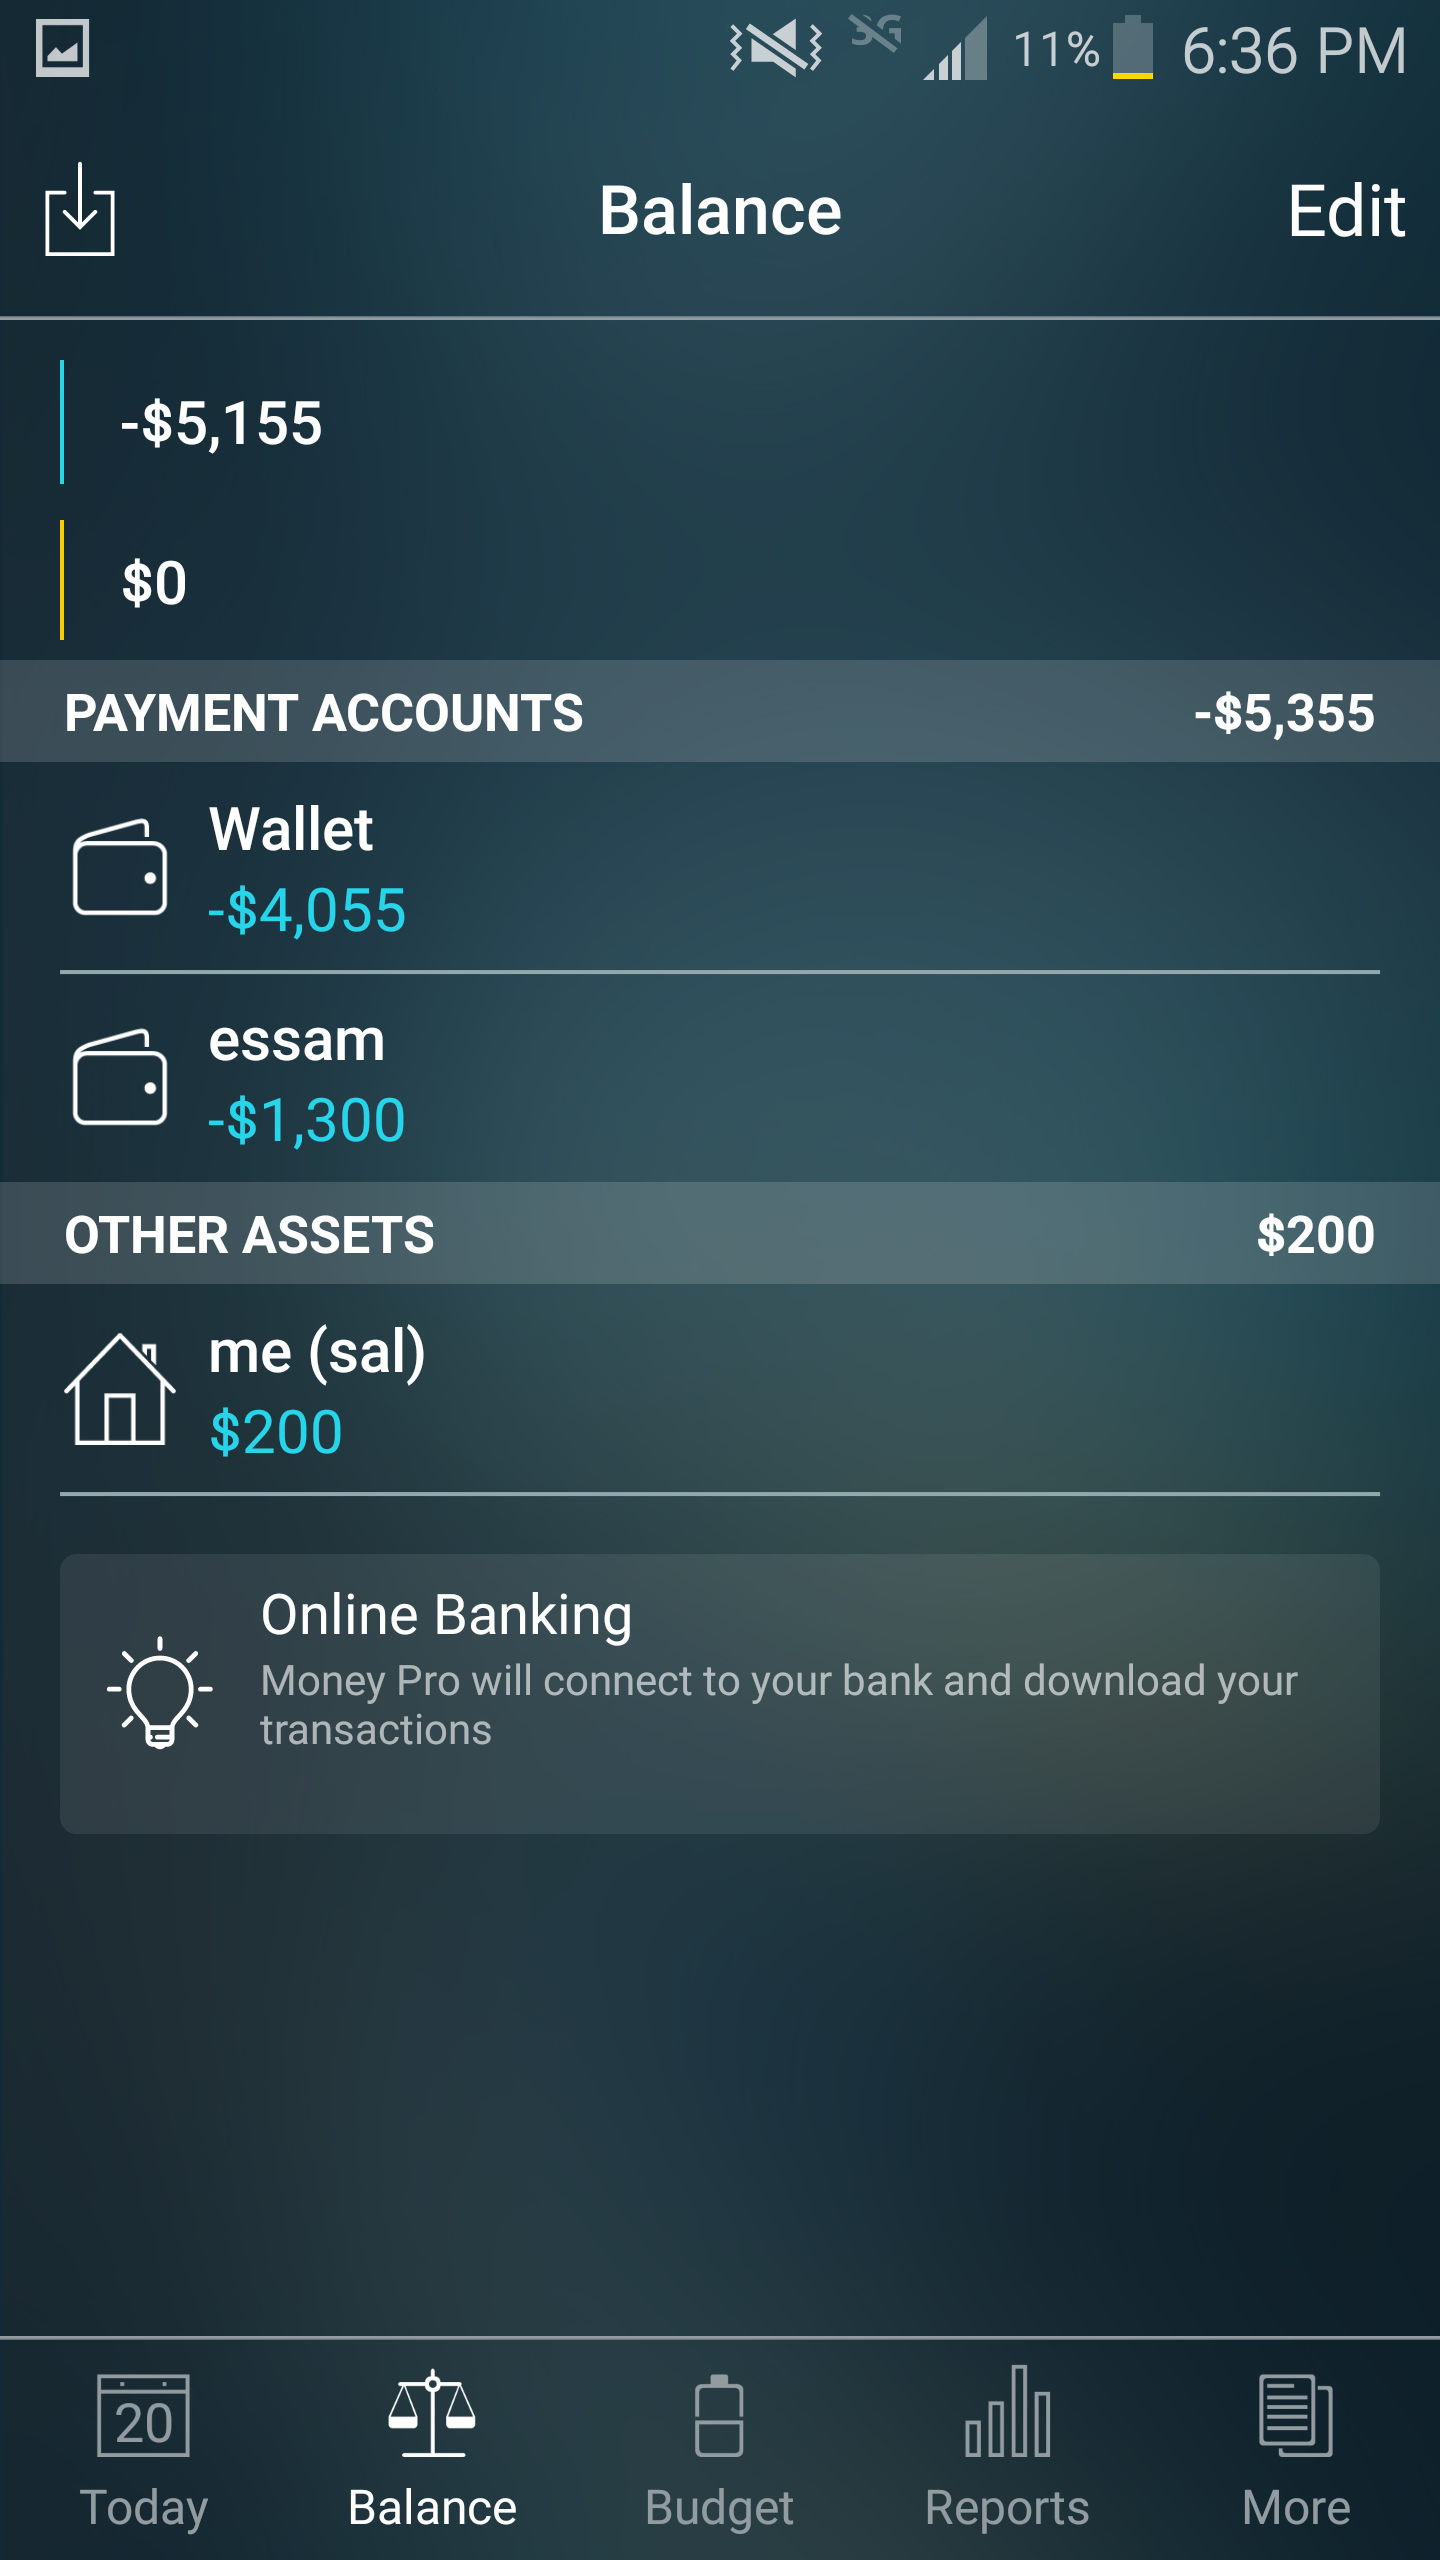 3G 11% 6:36 PM
Balance Edit
-$5,155
$0
PAYMENT ACCOUNTS -$5,355
Wallet
-$4,055
essam
-$1,300
OTHER ASSETS $200
me (sal)
$200
Online Banking
Money Pro will connect to your bank and download your
transactions
20
Today Balance Budget Reports More